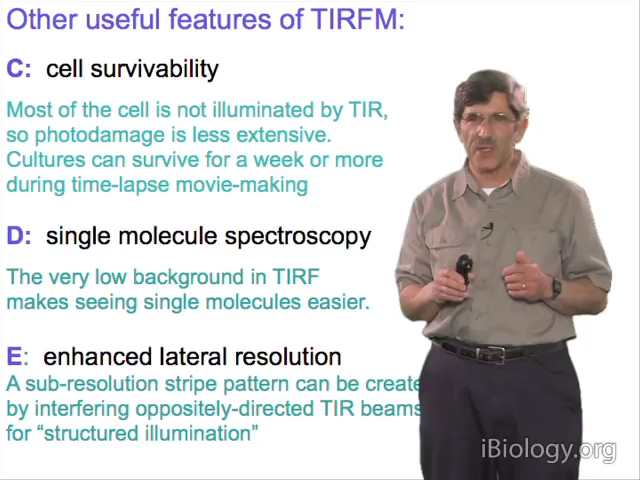 Other useful features of TIRFM:
C: cell survivability
Most of the cell is not illuminated by TIR,
so photodamage is less extensive.
Cultures can survive for a week or more
during time-lapse movie-making
D: single molecule spectroscopy
The very low background in TIRF
makes seeing single molecules easier.
E: enhanced lateral resolution
A sub-resolution stripe pattern can be create
by interfering oppositely-directed TIR beams
for “structured illumination”
iBiology.org